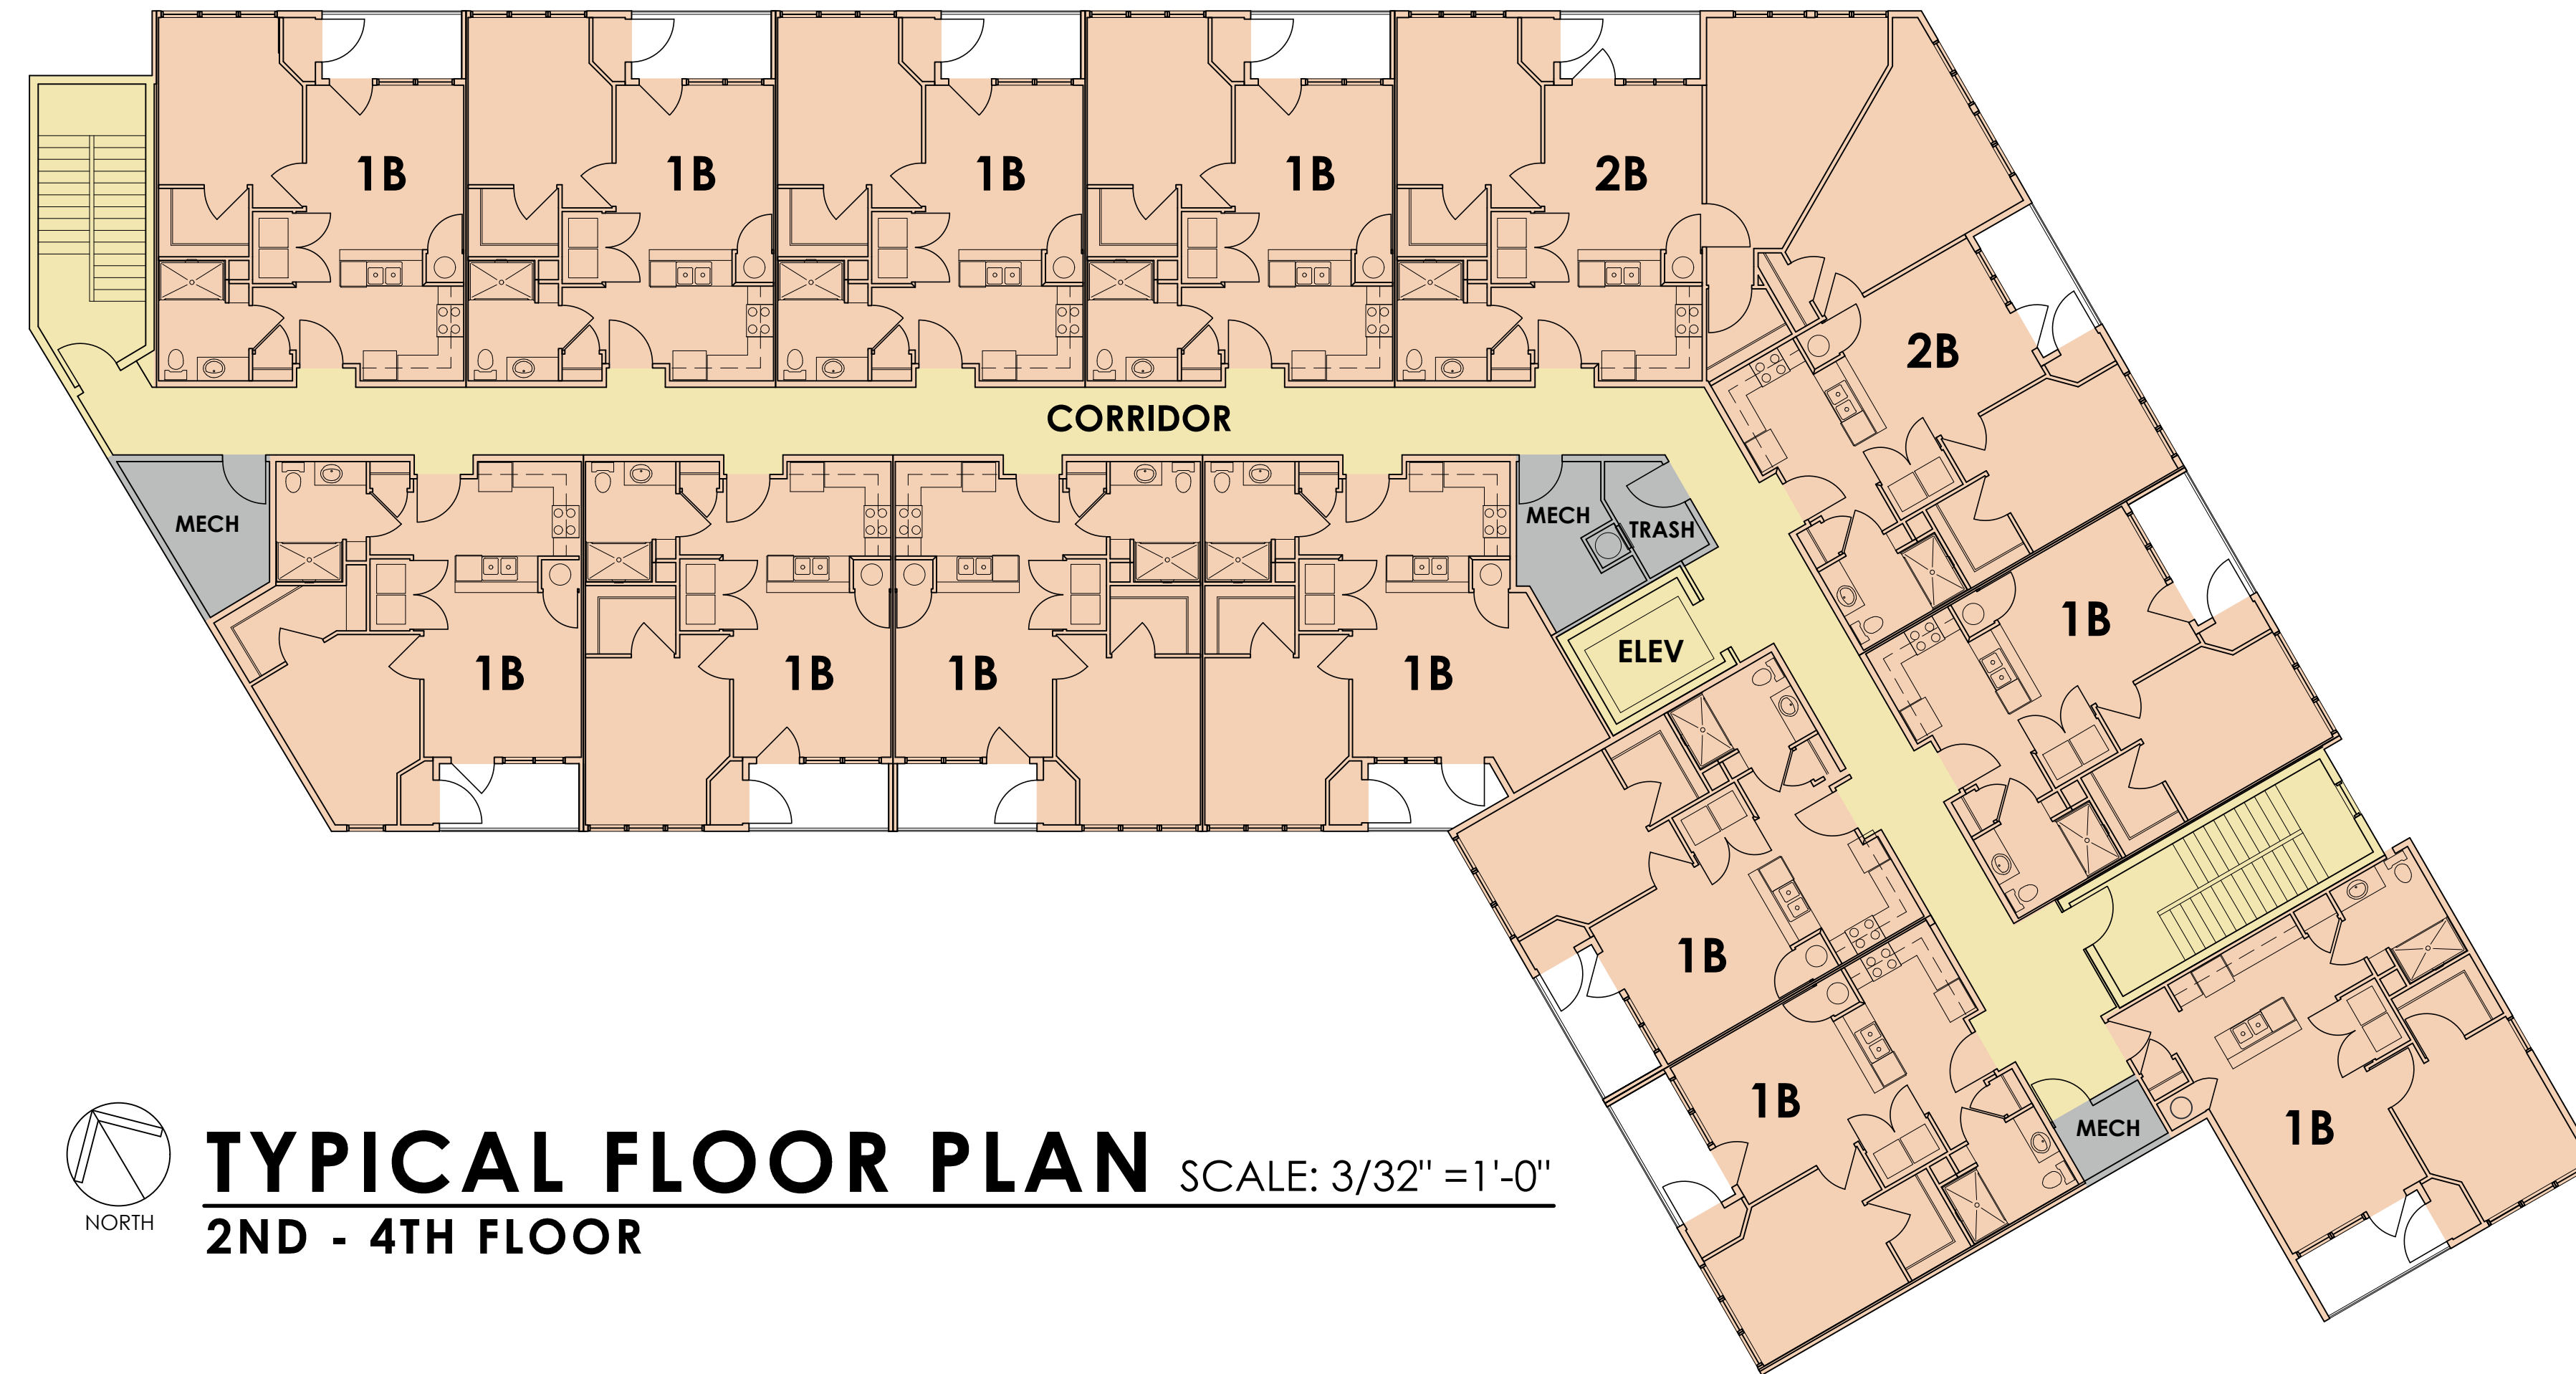 1B
1B
1B
1B
2B
2B
CORRIDOR
MECH
MECH
TRASH
1B
ELEV
1B
1B
1B
1B
1B
1B
1B
MECH
1B
TYPICAL FLOOR PLAN SCALE: 3/32" =1'-0"
NORTH
2ND - 4TH FLOOR